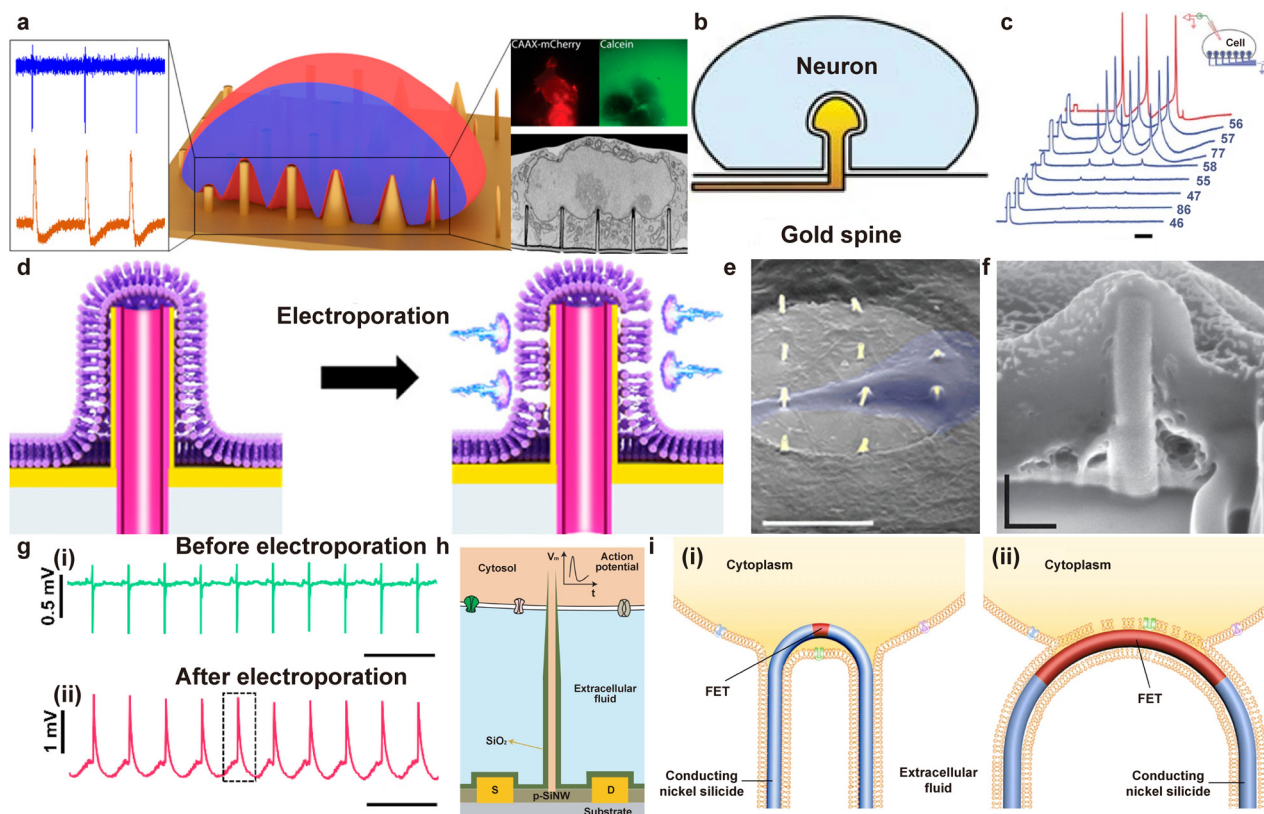 a
CAAX-mCherry
Calcein
b
Neuron
Gold spine
c
Cell
56
57
77
58
55
47
86
46
d
Electroporation
e
f
g
(i)
Before electroporation
0.5 mV
(ii)
After electroporation
1 mV
h
Cytosol
Vₘ
t
Action
potential
Extracellular
fluid
SiO₂
S
p-SiNW
D
Substrate
i
(i)
Cytoplasm
FET
Conducting
nickel silicide
Extracellular
fluid
(ii)
Cytoplasm
FET
Conducting
nickel silicide